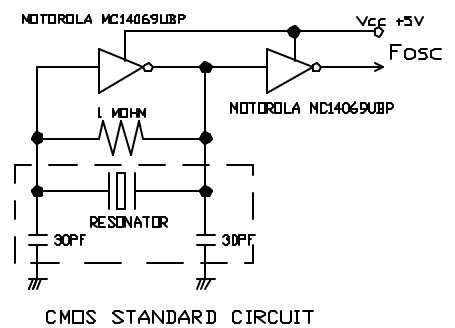 MOTOROLA MC14069UBP
Vcc +5V
Fosc
MOTOROLA MC14069UBP
1 MOHM
RESONATOR
30PF
30PF
CMOS STANDARD CIRCUIT